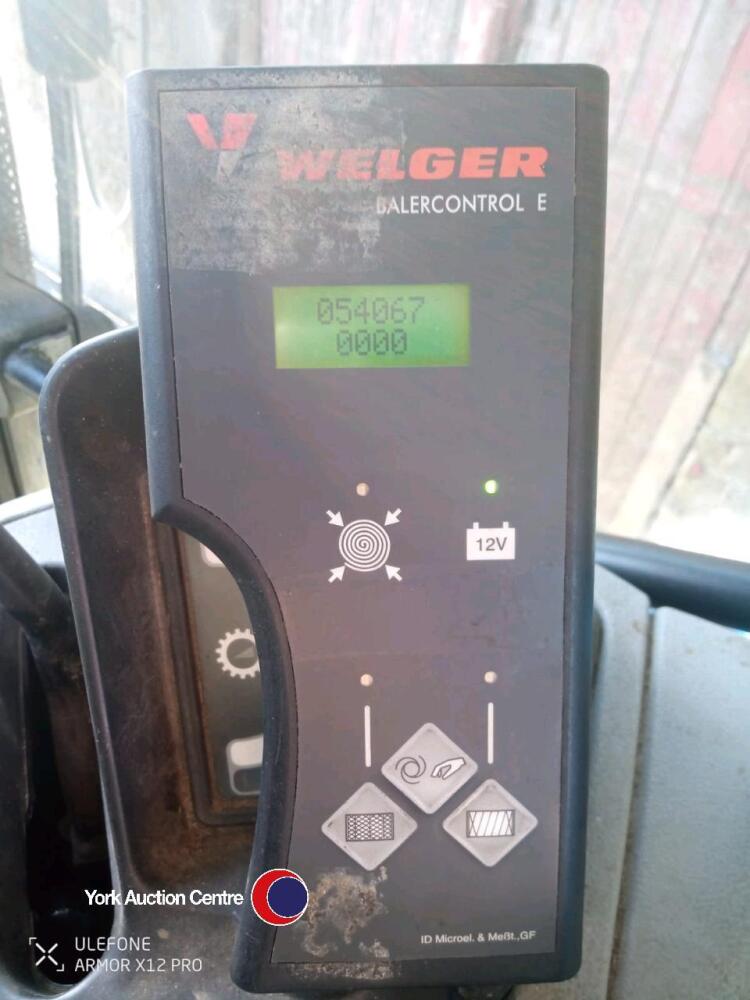 WELGER
BALERCONTROL E
054067
0000
12V
York Auction Centre
ID Microel. & Meßt.,GF
ULEFONE
ARMOR X12 PRO